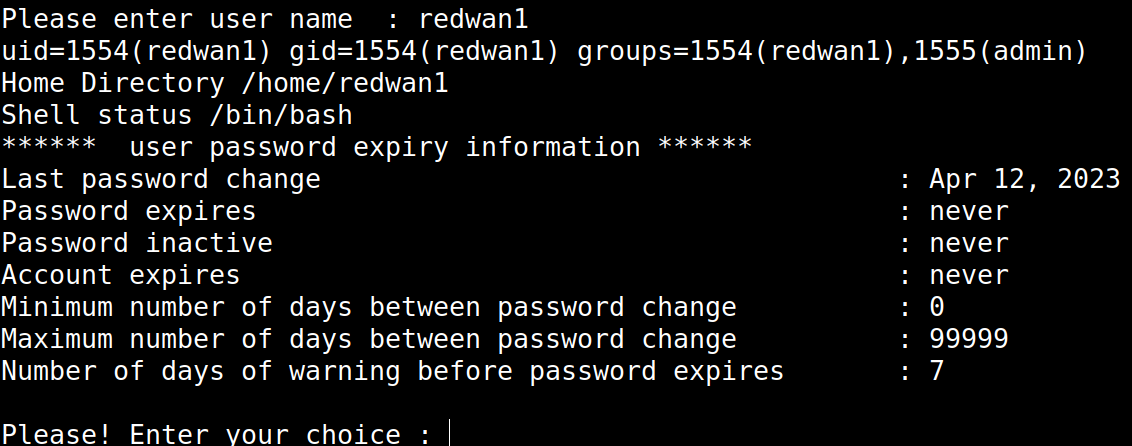 Please enter user name  : redwan1
uid=1554(redwan1) gid=1554(redwan1) groups=1554(redwan1),1555(admin)
Home Directory /home/redwan1
Shell status /bin/bash
******  user password expiry information ******
Last password change                                    : Apr 12, 2023
Password expires                                        : never
Password inactive                                       : never
Account expires                                         : never
Minimum number of days between password change          : 0
Maximum number of days between password change          : 99999
Number of days of warning before password expires       : 7
Please! Enter your choice :